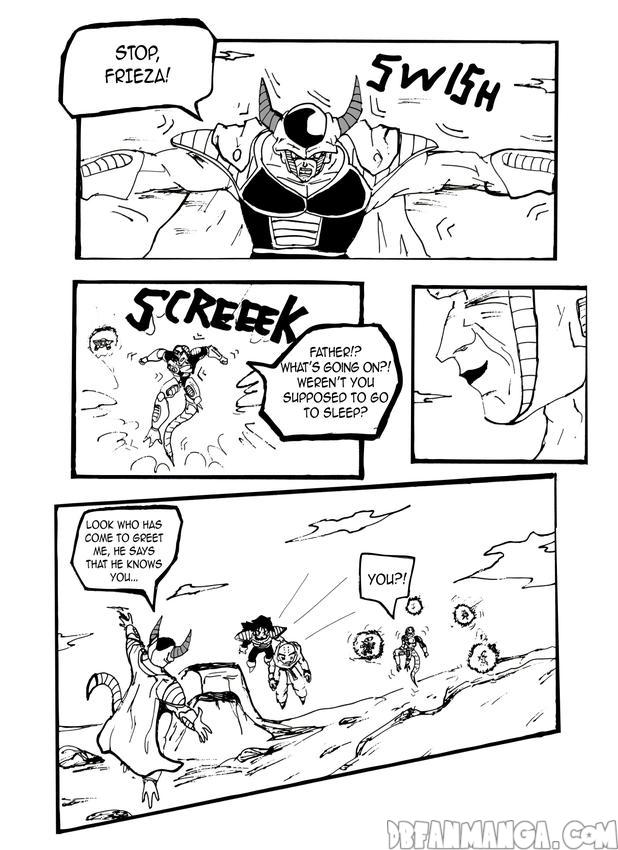 STOP,
FRIEZA!
SWISH
SCREEEK
FATHER!?
WHAT'S GOING ON?!
WEREN'T YOU
SUPPOSED TO GO
TO SLEEP?
LOOK WHO HAS
COME TO GREET
ME, HE SAYS
THAT HE KNOWS
YOU...
YOU?!
DBFANMANGA.COM